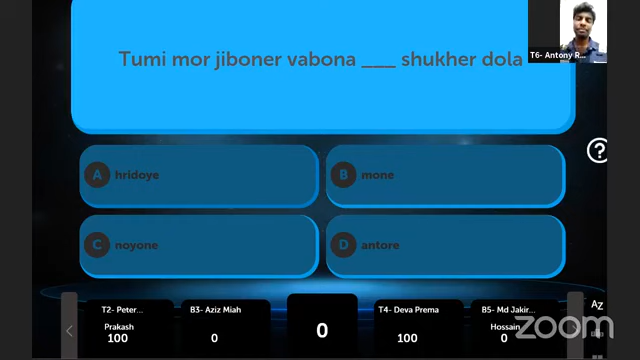 T6- Antony R...
Tumi mor jiboner vabona ___ shukher dola
?
A hridoye
B mone
C noyone
D antore
T2- Peter... Prakash 100
B3- Aziz Miah 0
0
T4- Deva Prema 100
B5- Md Jakir... Hossain 0
Az
zoom